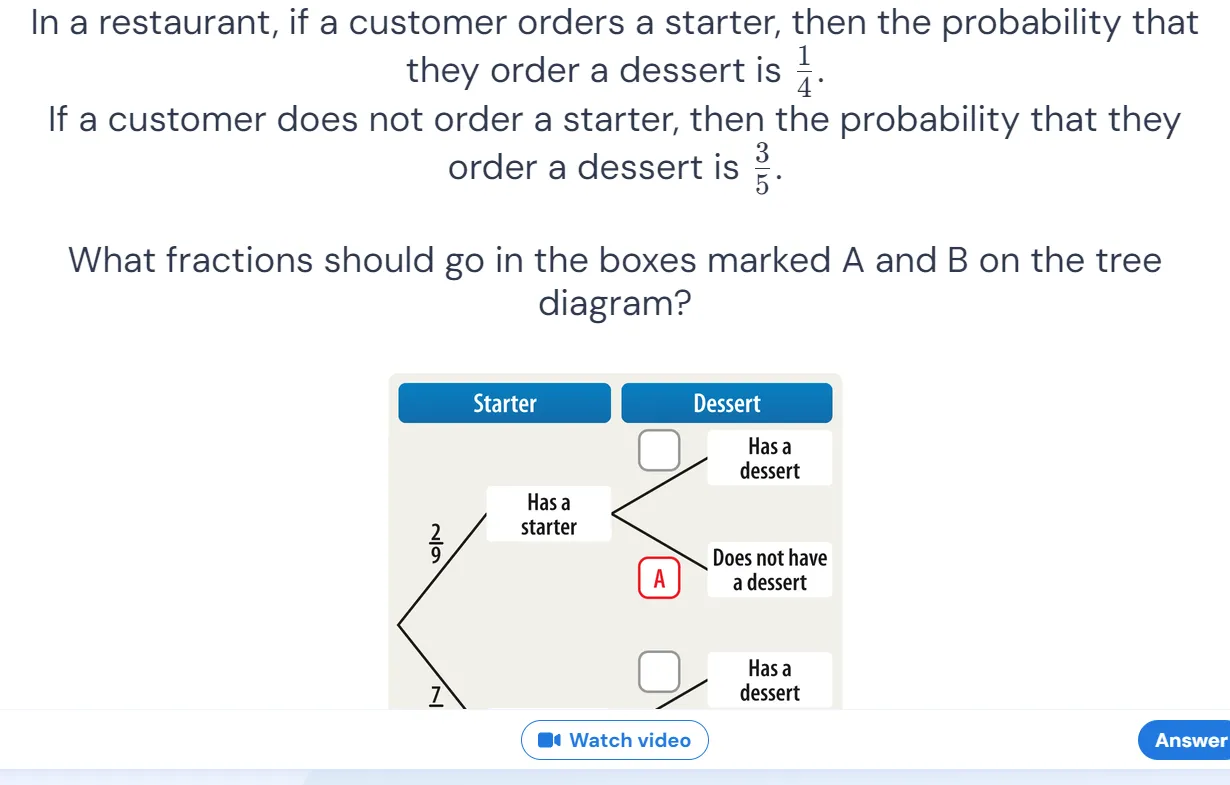 In a restaurant, if a customer orders a starter, then the probability that
they order a dessert is 1/4.
If a customer does not order a starter, then the probability that they
order a dessert is 3/5.
What fractions should go in the boxes marked A and B on the tree
diagram?
Starter
Dessert
Has a
dessert
Has a
starter
2/9
Does not have
a dessert
A
Has a
dessert
7
Watch video
Answer